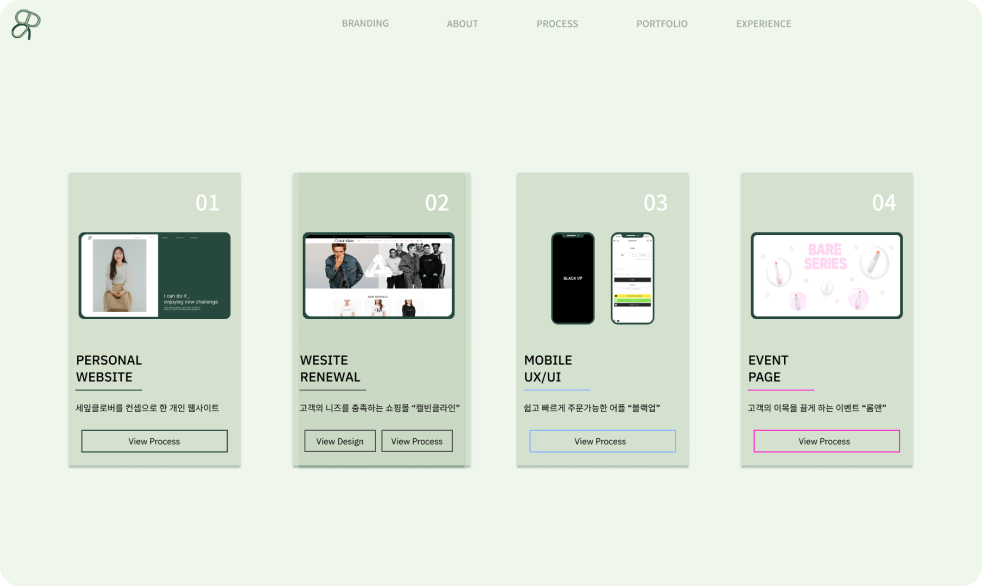 BRANDING
ABOUT
PROCESS
PORTFOLIO
EXPERIENCE
01
I can do it ,
enjoying now challenge
PERSONAL
WEBSITE
세잎클로버를 컨셉으로 한 개인 웹사이트
View Process
02
WESITE
RENEWAL
고객의 니즈를 충족하는 쇼핑몰 “캘빈클라인”
View Design
View Process
03
BLACK UP
MOBILE
UX/UI
쉽고 빠르게 주문가능한 어플 “블랙업”
View Process
04
BARE
SERIES
EVENT
PAGE
고객의 이목을 끌게 하는 이벤트 “롬앤”
View Process